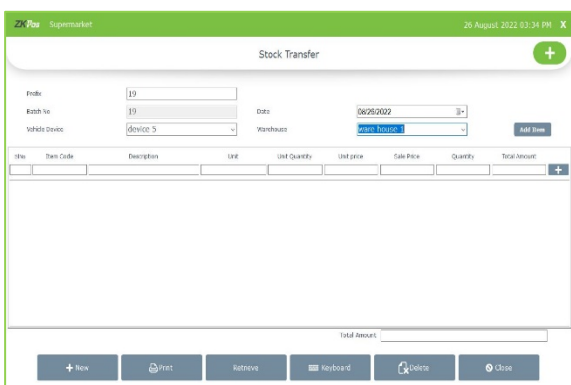 ZKPos Supermarket 26 August 2022 03:34 PM X
Stock Transfer +
Prefix 19
Batch No 19 Date 08/26/2022
Vehicle Device device 5 Warehouse ware house 1 Add Item
Item Code Description Unit Unit Quantity Unit price Sale Price Quantity Total Amount
+
Total Amount
+ New Print Retrieve Keyboard Delete Close